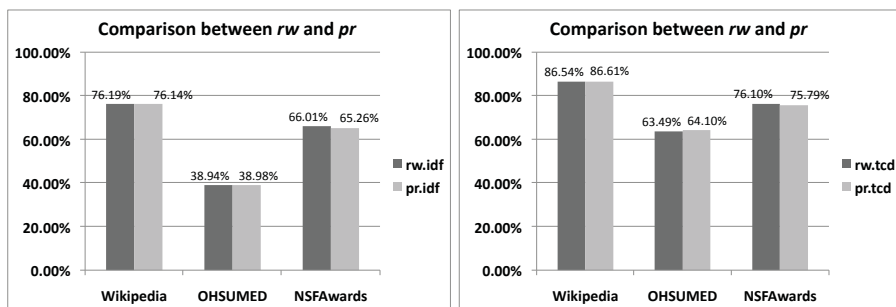 Comparison between rw and pr
100.00%
80.00%
60.00%
40.00%
20.00%
0.00%
76.19% 76.14%
38.94% 38.98%
66.01% 65.26%
Wikipedia OHSUMED NSFAwards
rw.idf
pr.idf
Comparison between rw and pr
100.00%
80.00%
60.00%
40.00%
20.00%
0.00%
86.54% 86.61%
63.49% 64.10%
76.10% 75.79%
Wikipedia OHSUMED NSFAwards
rw.tcd
pr.tcd